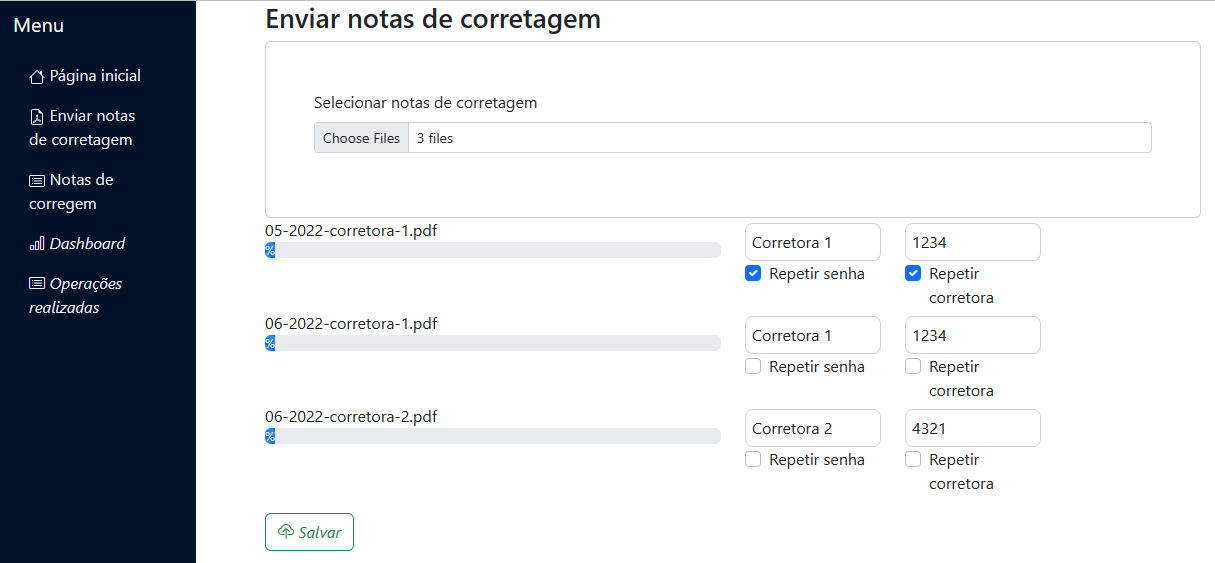 Menu
Página inicial
Enviar notas
de corretagem
Notas de
corregem
Dashboard
Operações
realizadas
Enviar notas de corretagem
Selecionar notas de corretagem
Choose Files 3 files
05-2022-corretora-1.pdf
%
Corretora 1
Repetir senha
1234
Repetir
corretora
06-2022-corretora-1.pdf
%
Corretora 1
Repetir senha
1234
Repetir
corretora
06-2022-corretora-2.pdf
%
Corretora 2
Repetir senha
4321
Repetir
corretora
Salvar